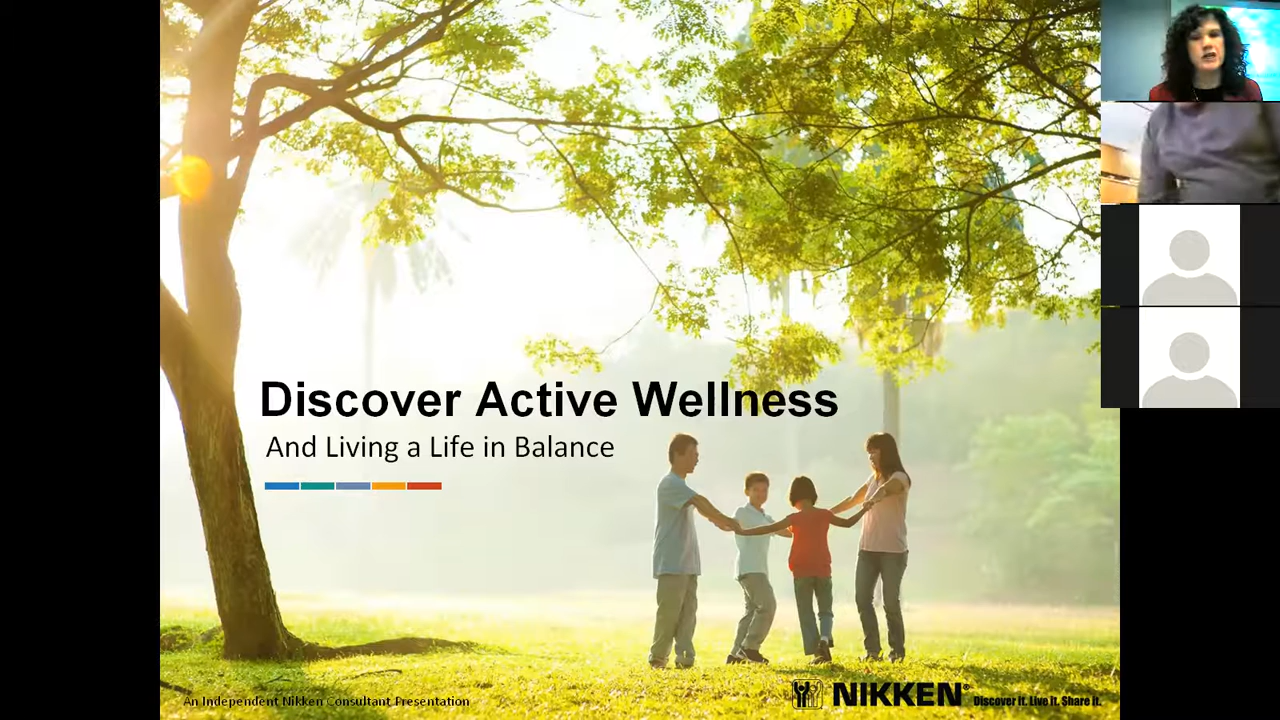 Discover Active Wellness
And Living a Life in Balance
An Independent Nikken Consultant Presentation
NIKKEN® Discover it. Live it. Share it.